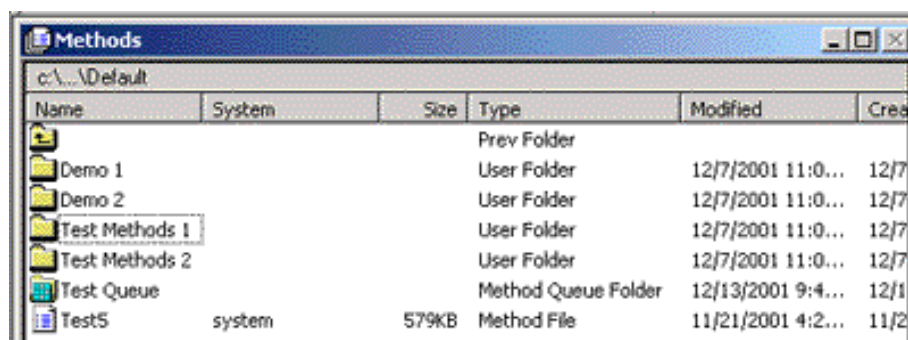 Methods
c:\...\Default
Name System Size Type Modified Crea
Prev Folder
Demo 1 User Folder 12/7/2001 11:0... 12/7
Demo 2 User Folder 12/7/2001 11:0... 12/7
Test Methods 1 User Folder 12/7/2001 11:0... 12/7
Test Methods 2 User Folder 12/7/2001 11:0... 12/7
Test Queue Method Queue Folder 12/13/2001 9:4... 12/1
Test5 system 579KB Method File 11/21/2001 4:2... 11/2